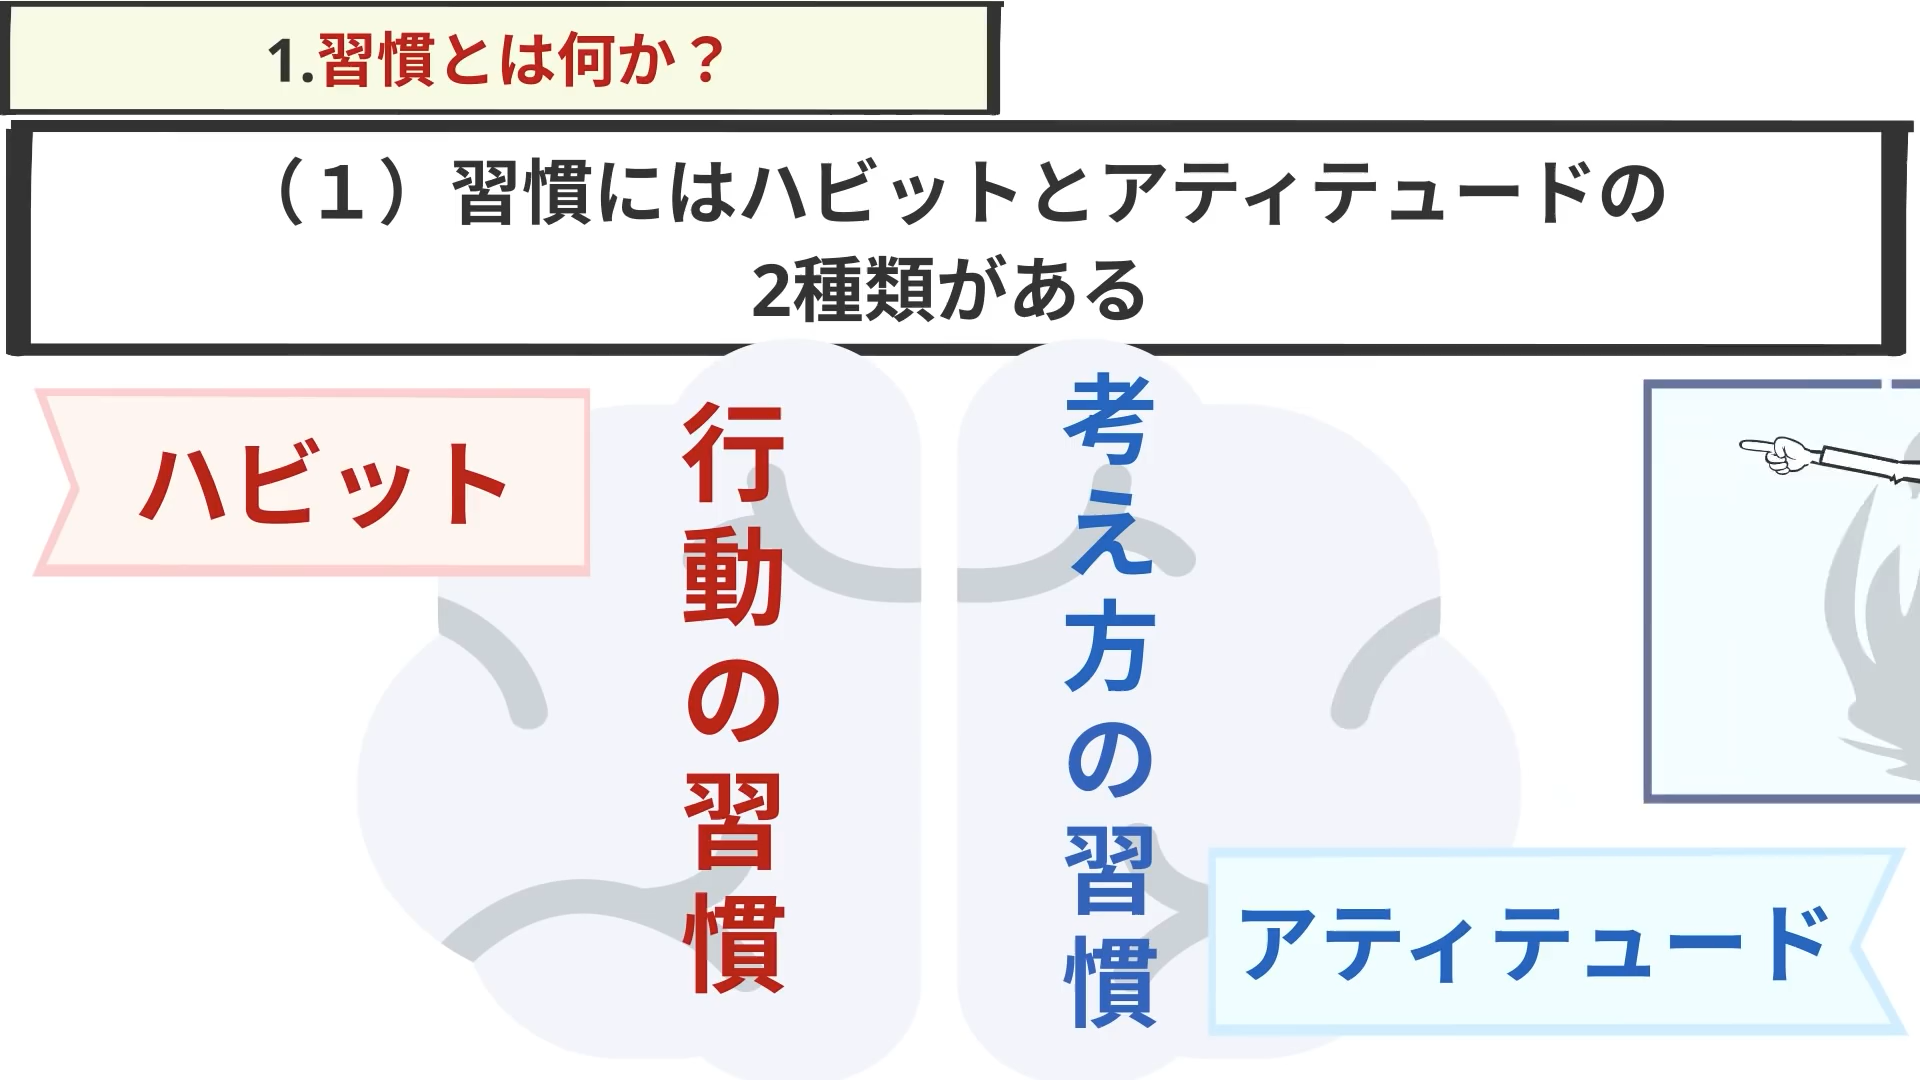 1.習慣とは何か？
（１）習慣にはハビットとアティテュードの
2種類がある
ハビット
行動の習慣
考え方の習慣
アティテュード